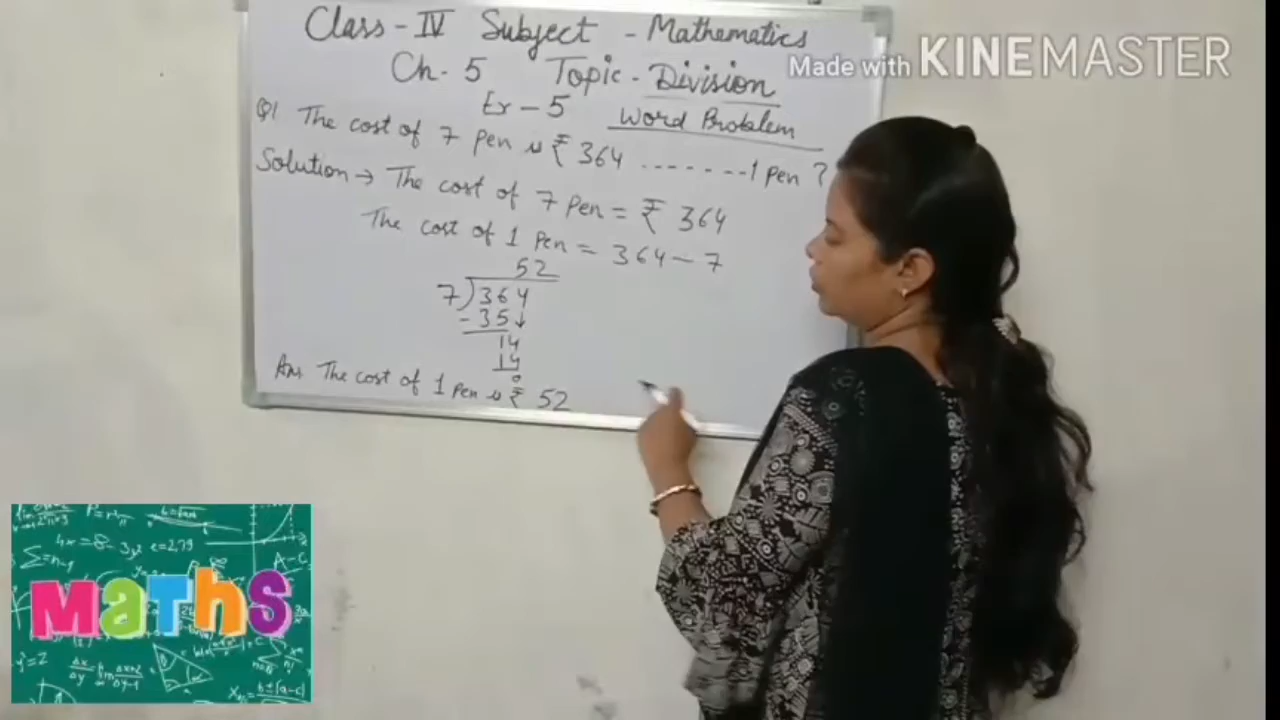 Class - IV Subject - Mathematics
Ch. 5 Topic - Division
Ex - 5 Word Problem
Q1 The cost of 7 pen is ₹ 364 ........1 pen ?
Solution → The cost of 7 pen = ₹ 364
The cost of 1 pen = 364 — 7
52
7)364
- 35↓
14
14
0
Ans. The cost of 1 pen is ₹ 52
Made with KINEMASTER
MaTHS